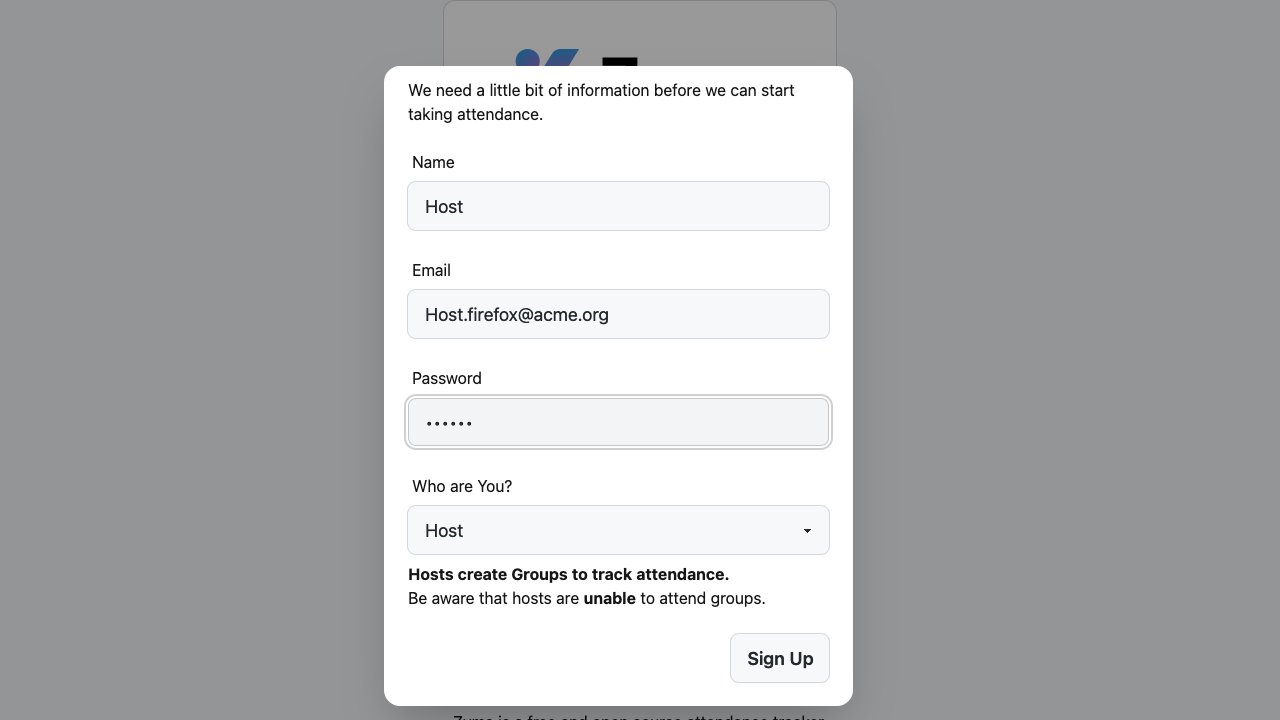 We need a little bit of information before we can start
taking attendance.
Name
Host
Email
Host.firefox@acme.org
Password
••••••
Who are You?
Host
Hosts create Groups to track attendance.
Be aware that hosts are unable to attend groups.
Sign Up